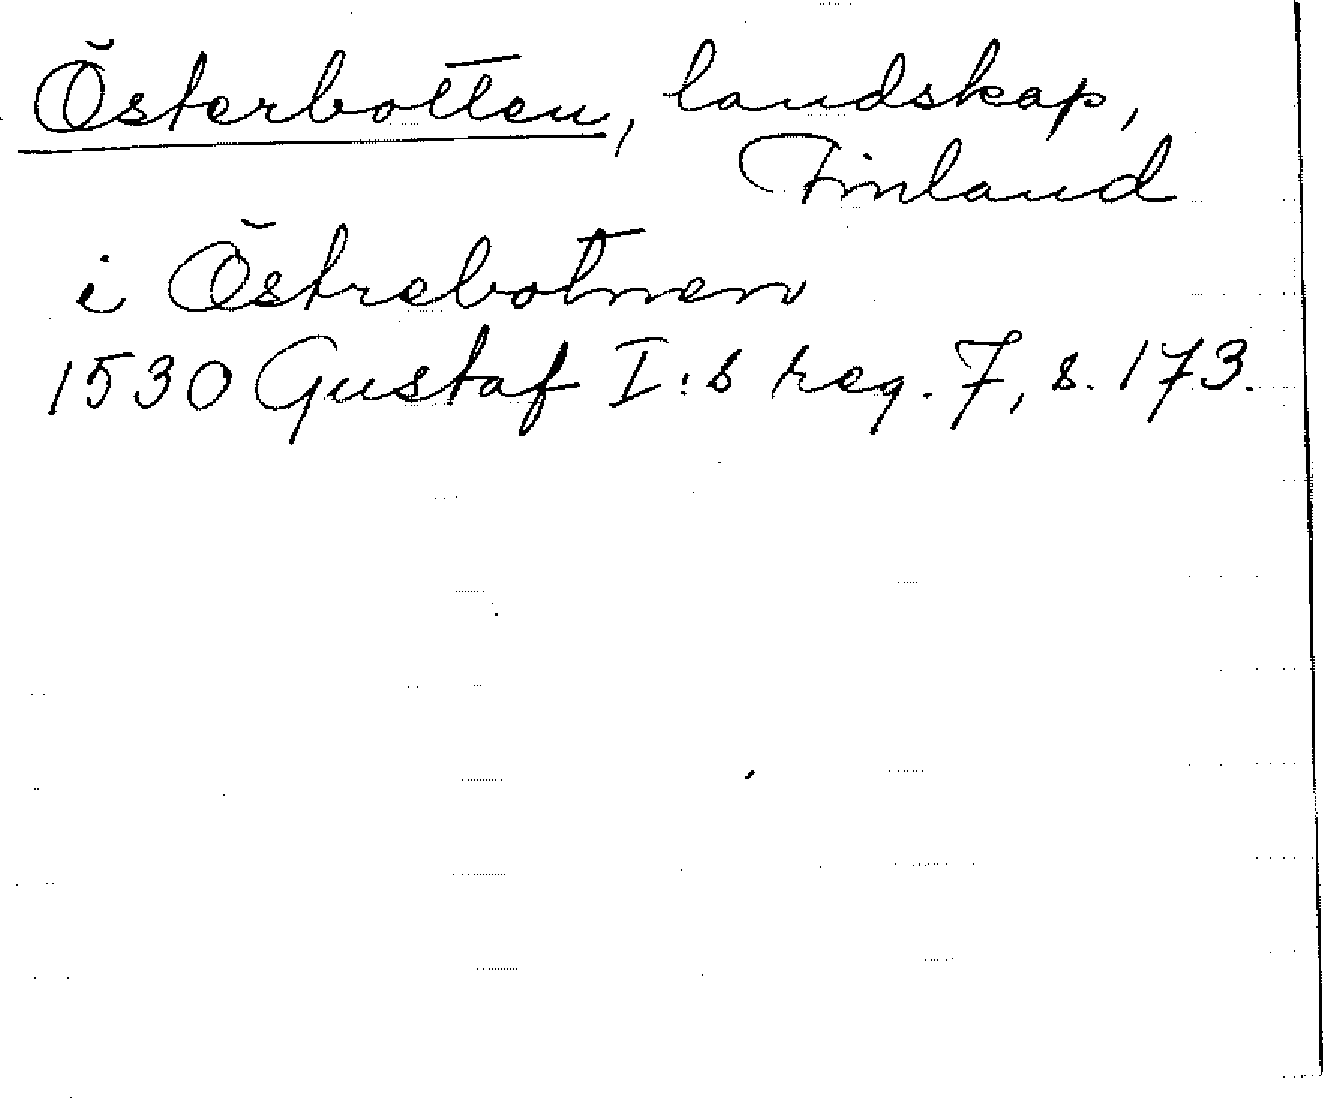 Österbotten, landskap,
Finland
i Östrebotnen
1530 Gustaf I:s reg. 7, s. 173.